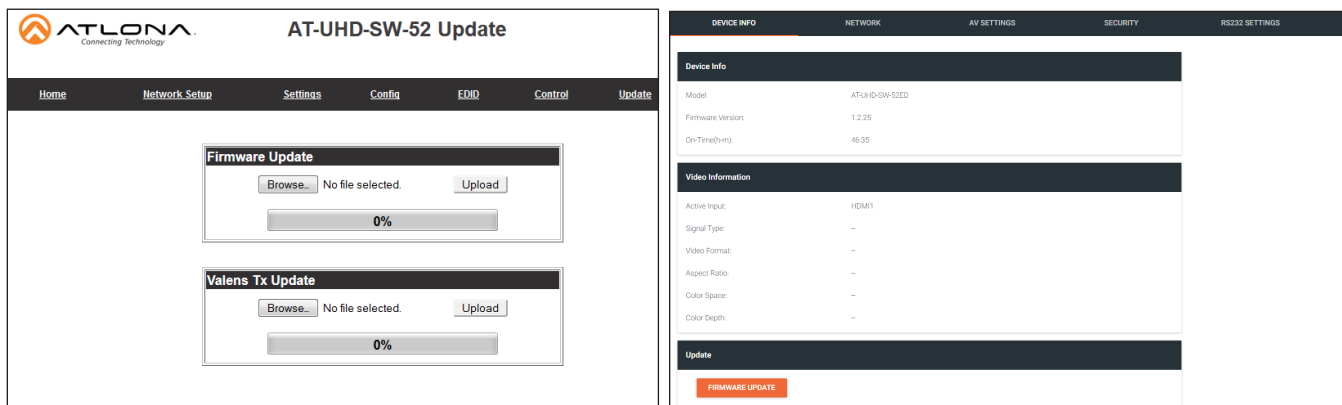 ATLONA.
Connecting Technology
AT-UHD-SW-52 Update
Home Network Setup Settings Config EDID Control Update
Firmware Update
Browse_ No file selected. Upload
0%
Valens Tx Update
Browse_ No file selected. Upload
0%
DEVICE INFO NETWORK AV SETTINGS SECURITY RS232 SETTINGS
Device Info
Model: AT-UHD-SW-52ED
Firmware Version: 1.2.25
On-Time(h-m): 46:35
Video Information
Active Input: HDMI1
Signal Type: --
Video Format: --
Aspect Ratio: --
Color Space: --
Color Depth: --
Update
FIRMWARE UPDATE